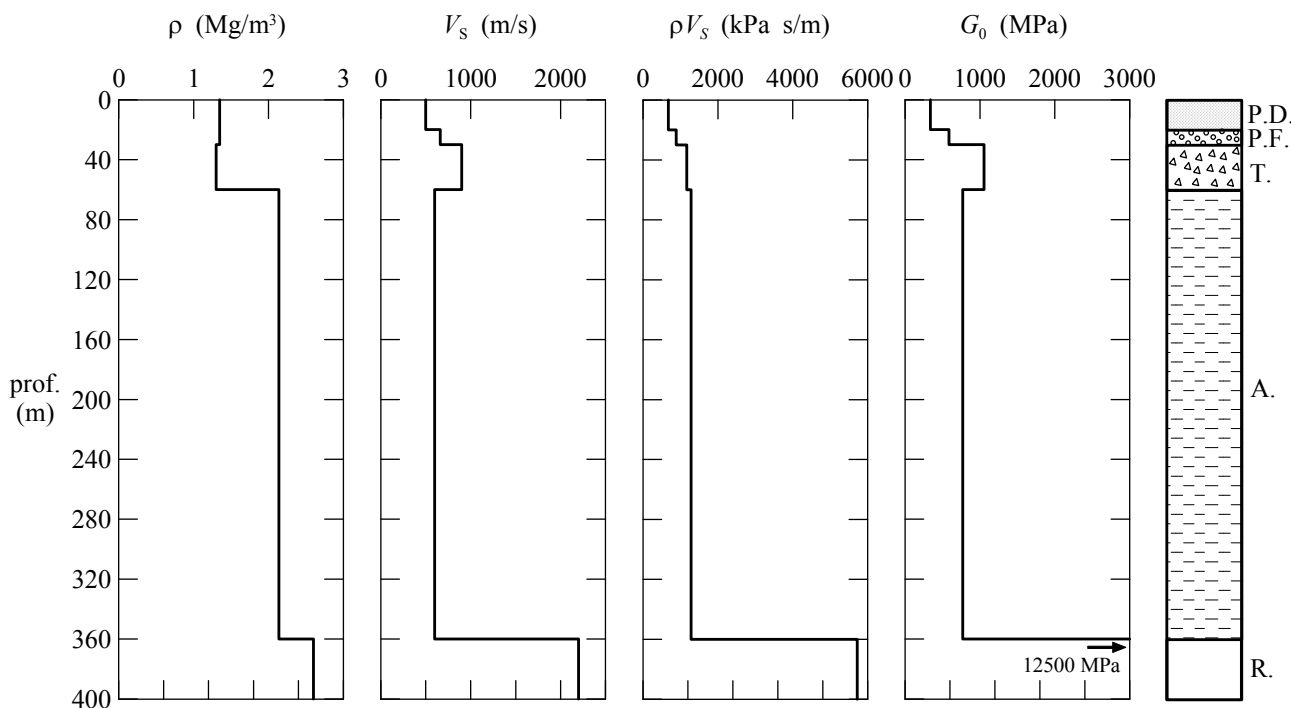 ρ (Mg/m³) V_S (m/s) ρV_S (kPa s/m) G_0 (MPa)
0 1 2 3 0 1000 2000 0 2000 4000 6000 0 1000 2000 3000
0
40
80
120
160
200
240
280
320
360
400
prof.
(m)
12500 MPa
P.D.
P.F.
T.
A.
R.